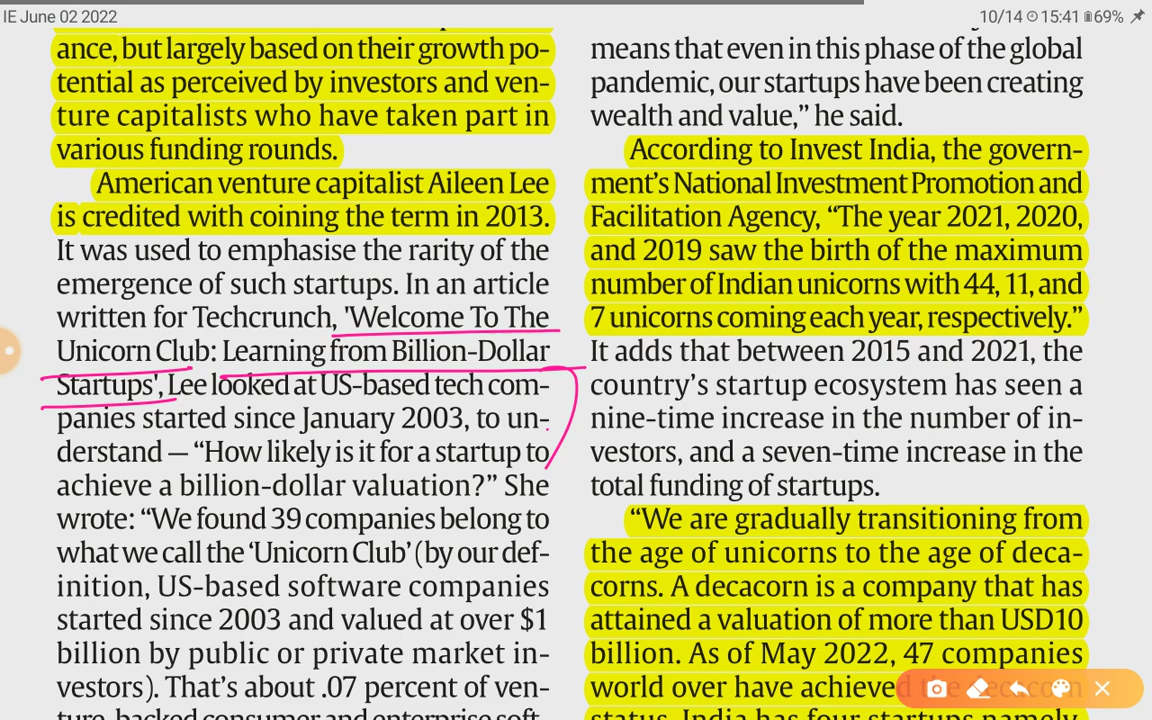 IE June 02 2022
10/14 15:41 69%
ance, but largely based on their growth po-
tential as perceived by investors and ven-
ture capitalists who have taken part in
various funding rounds.
American venture capitalist Aileen Lee
is credited with coining the term in 2013.
It was used to emphasise the rarity of the
emergence of such startups. In an article
written for Techcrunch, 'Welcome To The
Unicorn Club: Learning from Billion-Dollar
Startups', Lee looked at US-based tech com-
panies started since January 2003, to un-
derstand — “How likely is it for a startup to
achieve a billion-dollar valuation?” She
wrote: “We found 39 companies belong to
what we call the ‘Unicorn Club’ (by our def-
inition, US-based software companies
started since 2003 and valued at over $1
billion by public or private market in-
vestors). That’s about .07 percent of ven-
ture-backed consumer and enterprise soft-
means that even in this phase of the global
pandemic, our startups have been creating
wealth and value,” he said.
According to Invest India, the govern-
ment’s National Investment Promotion and
Facilitation Agency, “The year 2021, 2020,
and 2019 saw the birth of the maximum
number of Indian unicorns with 44, 11, and
7 unicorns coming each year, respectively.”
It adds that between 2015 and 2021, the
country’s startup ecosystem has seen a
nine-time increase in the number of in-
vestors, and a seven-time increase in the
total funding of startups.
“We are gradually transitioning from
the age of unicorns to the age of deca-
corns. A decacorn is a company that has
attained a valuation of more than USD10
billion. As of May 2022, 47 companies
world over have achieved the decacorn
status. India has four startups namely,